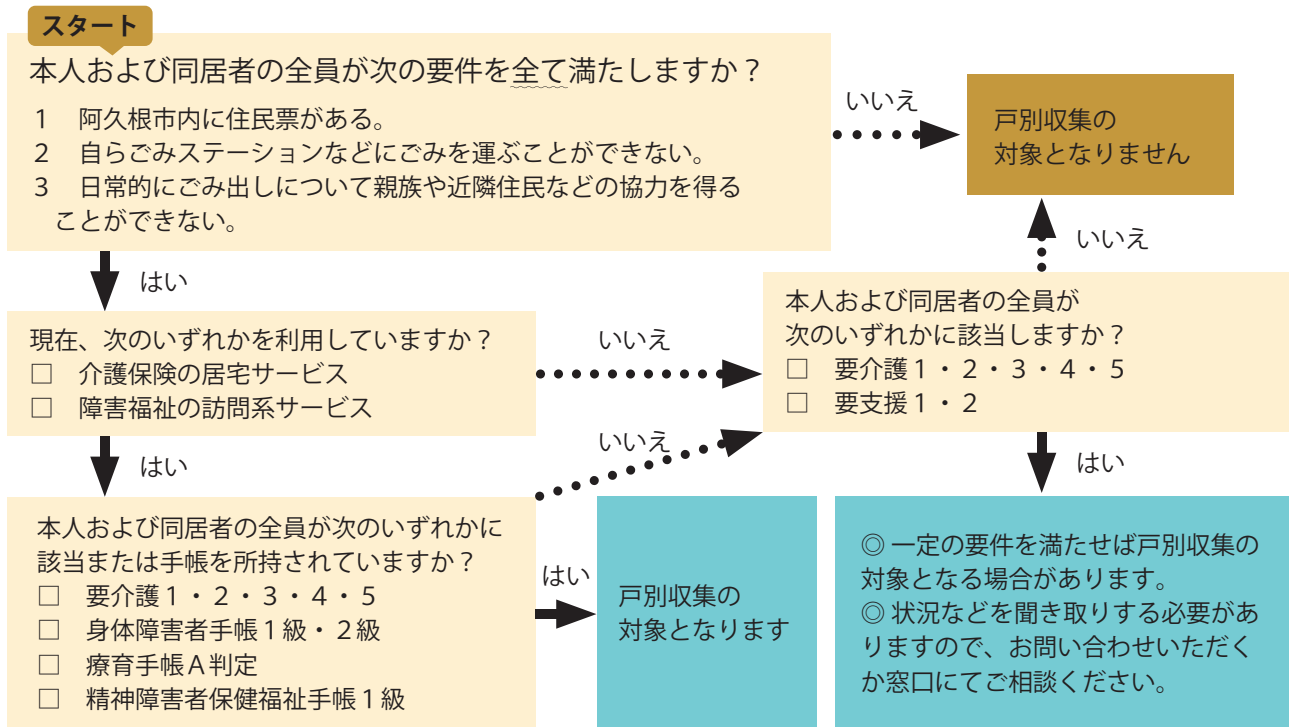 スタート
本人および同居者の全員が次の要件を全て満たしますか？
1　阿久根市内に住民票がある。
2　自らごみステーションなどにごみを運ぶことができない。
3　日常的にごみ出しについて親族や近隣住民などの協力を得る
ことができない。
いいえ
戸別収集の
対象となりません
はい
いいえ
現在、次のいずれかを利用していますか？
□　介護保険の居宅サービス
□　障害福祉の訪問系サービス
いいえ
本人および同居者の全員が
次のいずれかに該当しますか？
□　要介護1・2・3・4・5
□　要支援1・2
はい
いいえ
はい
本人および同居者の全員が次のいずれかに
該当または手帳を所持されていますか？
□　要介護1・2・3・4・5
□　身体障害者手帳1級・2級
□　療育手帳A判定
□　精神障害者保健福祉手帳1級
はい
戸別収集の
対象となります
◎ 一定の要件を満たせば戸別収集の
対象となる場合があります。
◎ 状況などを聞き取りする必要があ
りますので、お問い合わせいただく
か窓口にてご相談ください。